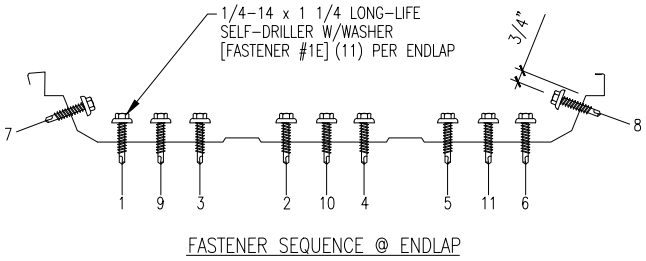 1/4-14 x 1 1/4 LONG-LIFE
SELF-DRILLER W/WASHER
[FASTENER #1E] (11) PER ENDLAP
3/4"
7
8
1 9 3 2 10 4 5 11 6
FASTENER SEQUENCE @ ENDLAP